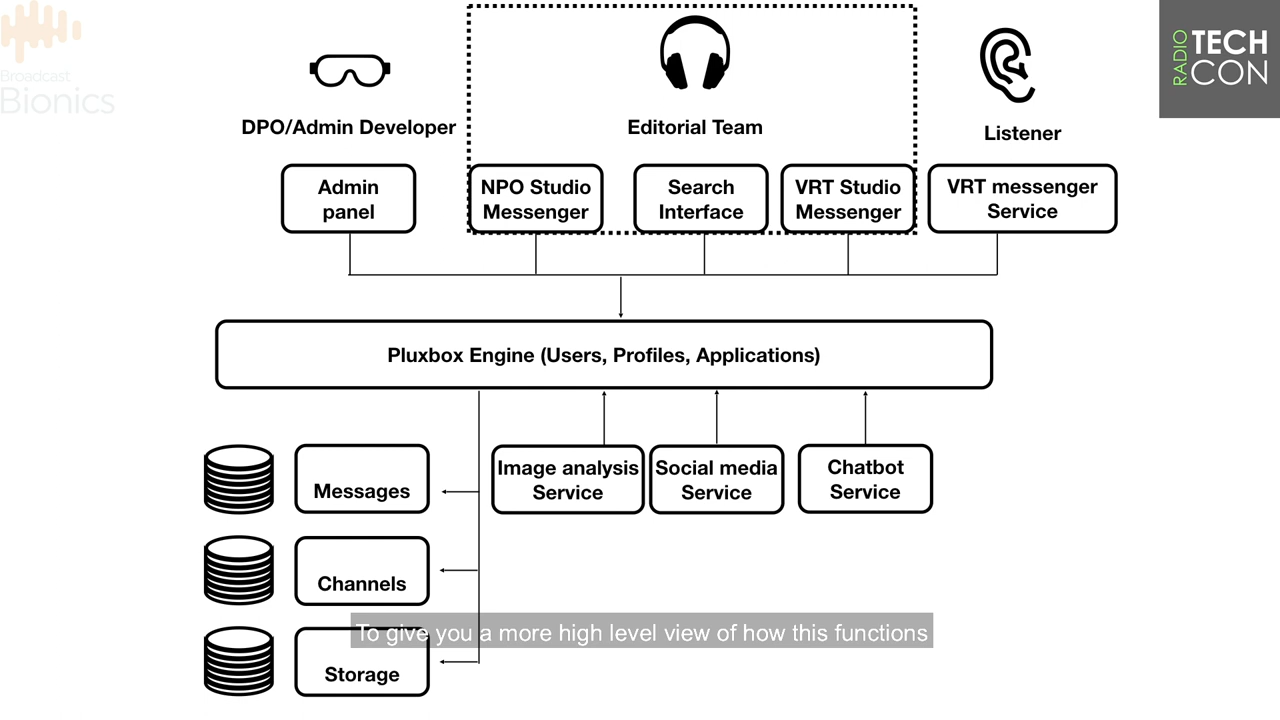 Broadcast
Bionics
RADIO
TECH
CON
DPO/Admin Developer
Editorial Team
Listener
Admin
panel
NPO Studio
Messenger
Search
Interface
VRT Studio
Messenger
VRT messenger
Service
Pluxbox Engine (Users, Profiles, Applications)
Messages
Image analysis
Service
Social media
Service
Chatbot
Service
Channels
To give you a more high level view of how this functions
Storage